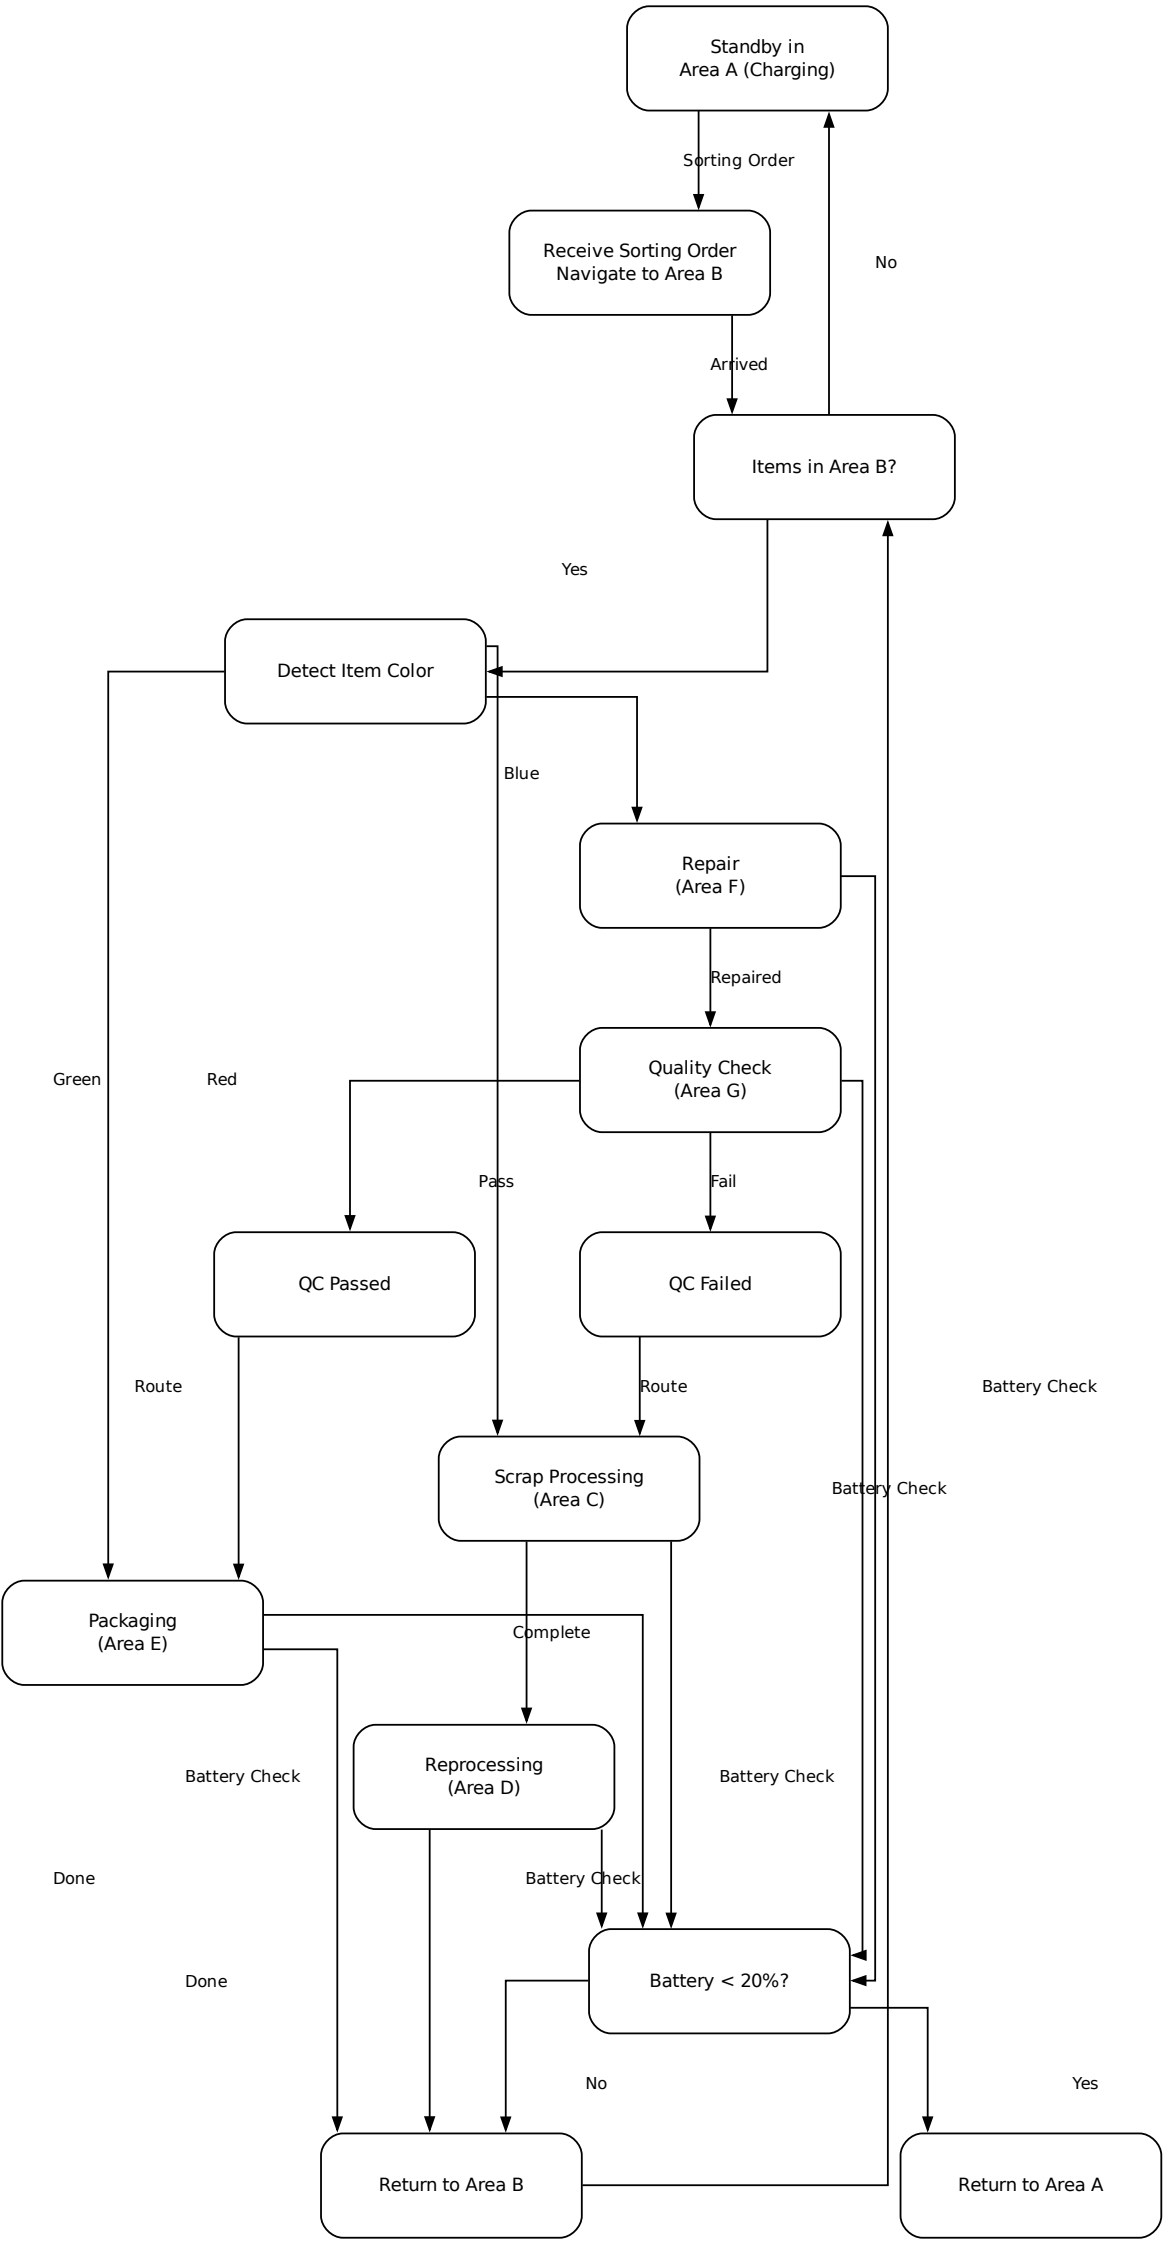 Standby in
Area A (Charging)
Sorting Order
Receive Sorting Order
Navigate to Area B
No
Arrived
Items in Area B?
Yes
Detect Item Color
Blue
Repair
(Area F)
Repaired
Green
Red
Quality Check
(Area G)
Pass
Fail
QC Passed
QC Failed
Route
Route
Battery Check
Scrap Processing
(Area C)
Battery Check
Packaging
(Area E)
Complete
Battery Check
Reprocessing
(Area D)
Battery Check
Done
Battery Check
Done
Battery < 20%?
No
Yes
Return to Area B
Return to Area A